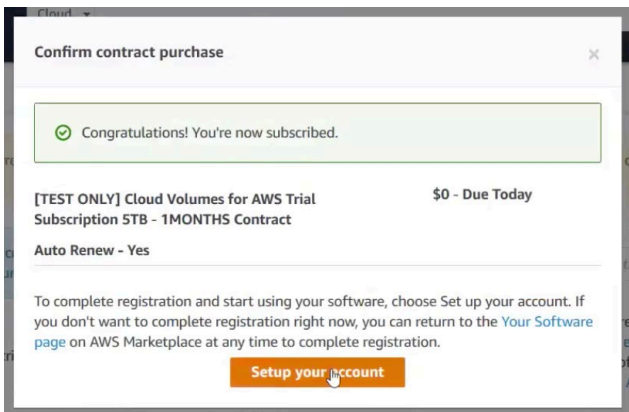 Cloud
Confirm contract purchase
Congratulations! You're now subscribed.
[TEST ONLY] Cloud Volumes for AWS Trial $0 - Due Today
Subscription 5TB - 1MONTHS Contract
Auto Renew - Yes
To complete registration and start using your software, choose Set up your account. If
you don't want to complete registration right now, you can return to the Your Software
page on AWS Marketplace at any time to complete registration.
Setup your account